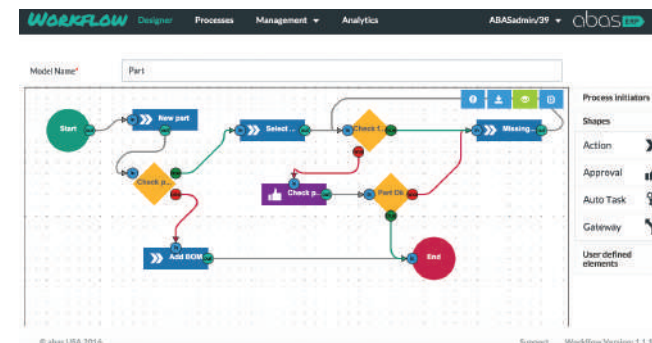 WORKFLOW Designer Processes Management Analytics ABASadmin/39 abas ERP
Model Name* Part
Process initiators
Shapes
Action
Approval
Auto Task
Gateway
User defined
elements
Start
New part
Select ...
Check f...
Missing...
Check p...
Check p...
Part Ok
Add BOM
End
© abas USA 2016
Support Workflow Version: 1.1.